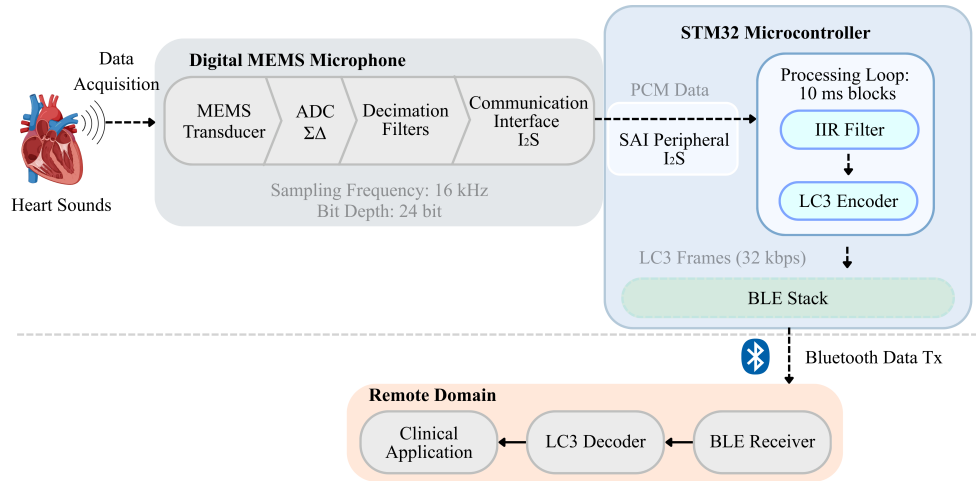 Data
Acquisition
Heart Sounds
Digital MEMS Microphone
MEMS
Transducer
ADC
ΣΔ
Decimation
Filters
Communication
Interface
I₂S
Sampling Frequency: 16 kHz
Bit Depth: 24 bit
STM32 Microcontroller
PCM Data
SAI Peripheral
I₂S
Processing Loop:
10 ms blocks
IIR Filter
LC3 Encoder
LC3 Frames (32 kbps)
BLE Stack
Bluetooth Data Tx
Remote Domain
Clinical
Application
LC3 Decoder
BLE Receiver